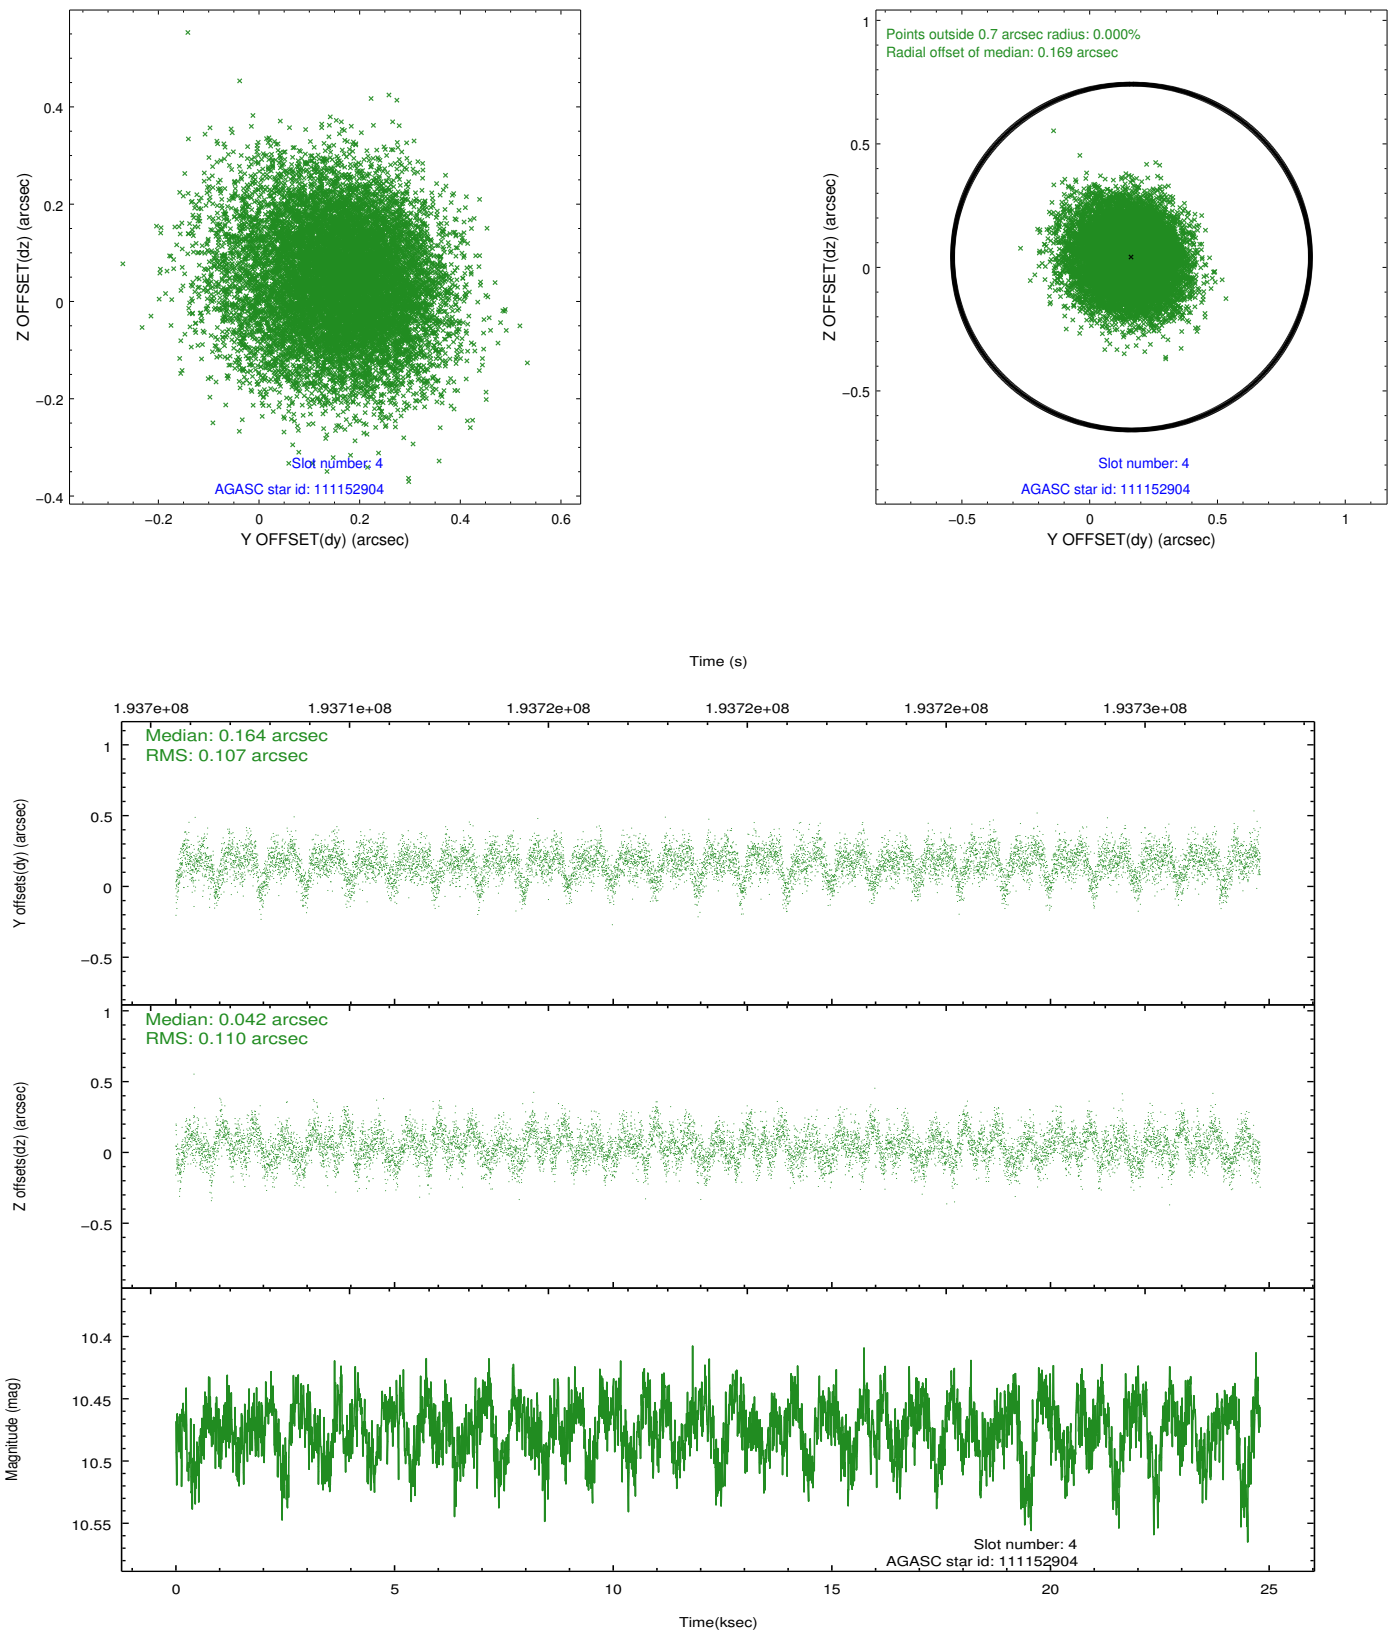 Z OFFSET(dz) (arcsec)
0.4
0.2
0
−0.2
−0.4
Slot number: 4
AGASC star id: 111152904
−0.2 0 0.2 0.4 0.6
Y OFFSET(dy) (arcsec)
Points outside 0.7 arcsec radius: 0.000%
Radial offset of median: 0.169 arcsec
Z OFFSET(dz) (arcsec)
1
0.5
0
−0.5
Slot number: 4
AGASC star id: 111152904
−0.5 0 0.5 1
Y OFFSET(dy) (arcsec)
Time (s)
1.937e+08 1.9371e+08 1.9372e+08 1.9372e+08 1.9372e+08 1.9373e+08
Median: 0.164 arcsec
RMS: 0.107 arcsec
Y offsets(dy) (arcsec)
1
0.5
0
−0.5
Median: 0.042 arcsec
RMS: 0.110 arcsec
Z offsets(dz) (arcsec)
1
0.5
0
−0.5
Magnitude (mag)
10.4
10.45
10.5
10.55
Slot number: 4
AGASC star id: 111152904
0 5 10 15 20 25
Time(ksec)